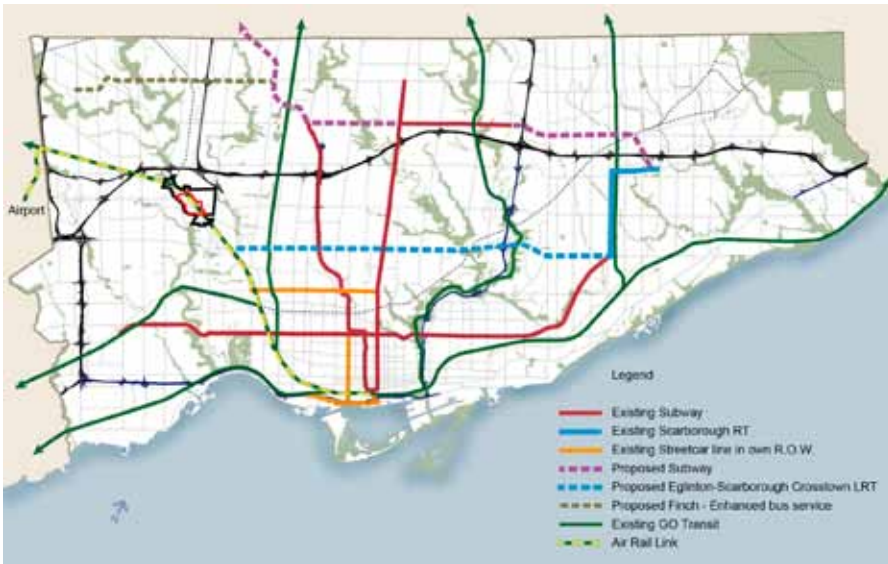 Airport
Legend
Existing Subway
Existing Scarborough RT
Existing Streetcar line in own R.O.W.
Proposed Subway
Proposed Eglinton-Scarborough Crosstown LRT
Proposed Finch - Enhanced bus service
Existing GO Transit
Air Rail Link